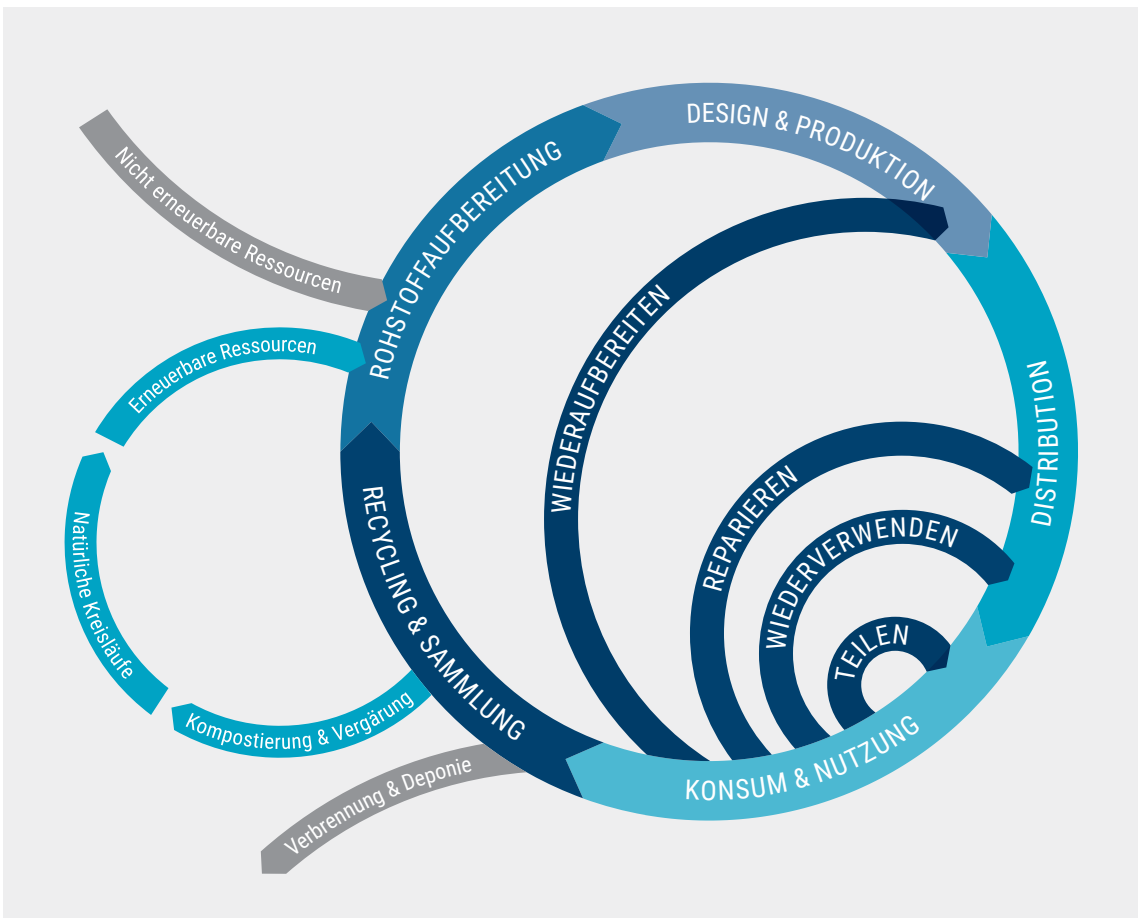 DESIGN & PRODUKTION
DISTRIBUTION
KONSUM & NUTZUNG
RECYCLING & SAMMLUNG
ROHSTOFFAUFBEREITUNG
WIEDERAUFBEREITEN
REPARIEREN
WIEDERVERWENDEN
TEILEN
Nicht erneuerbare Ressourcen
Erneuerbare Ressourcen
Natürliche Kreisläufe
Kompostierung & Vergärung
Verbrennung & Deponie